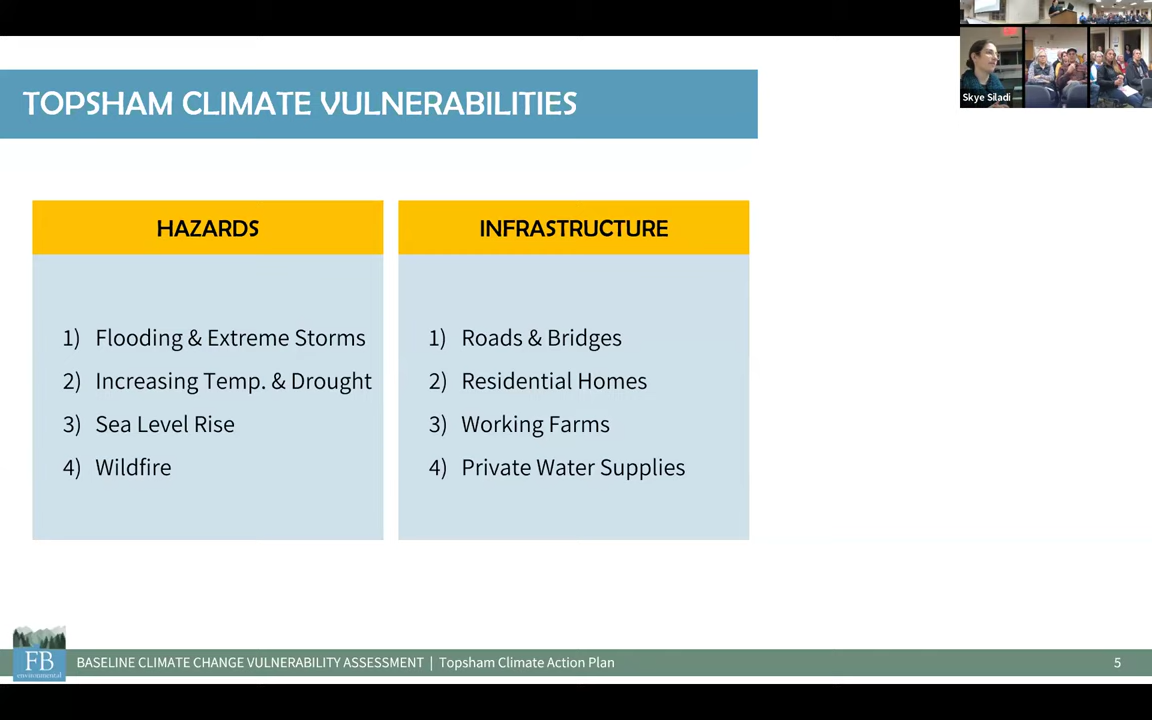 TOPSHAM CLIMATE VULNERABILITIES
Skye Siladi
HAZARDS
1) Flooding & Extreme Storms
2) Increasing Temp. & Drought
3) Sea Level Rise
4) Wildfire
INFRASTRUCTURE
1) Roads & Bridges
2) Residential Homes
3) Working Farms
4) Private Water Supplies
FB
environmental
BASELINE CLIMATE CHANGE VULNERABILITY ASSESSMENT | Topsham Climate Action Plan
5